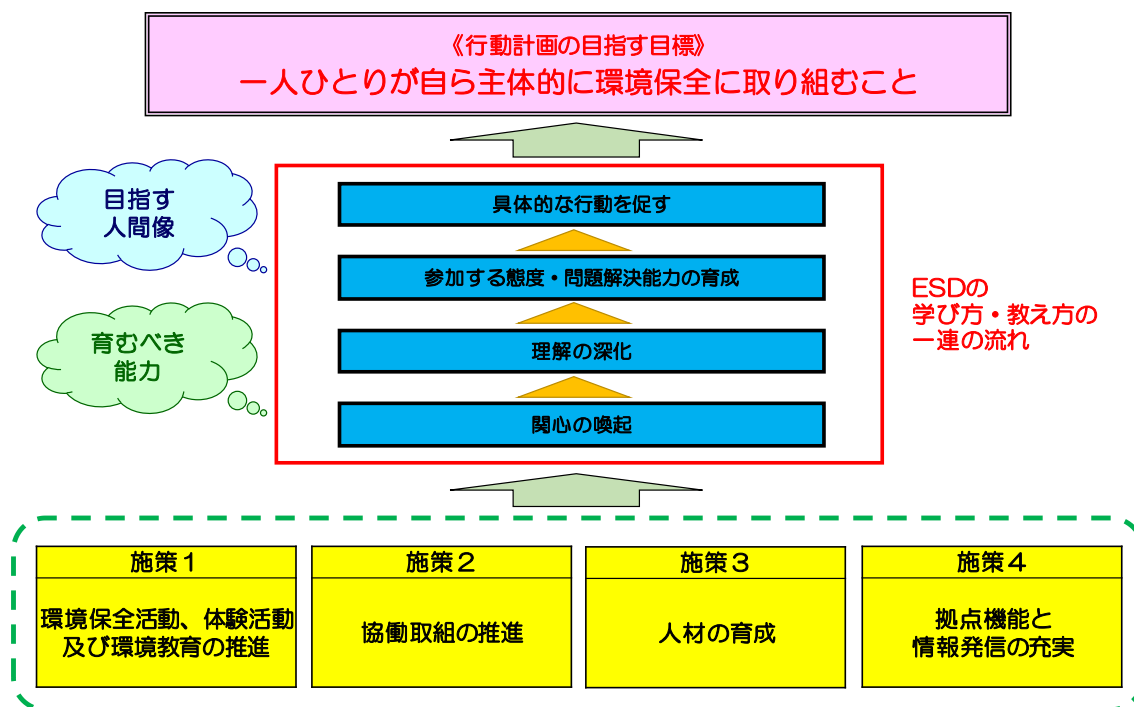 《行動計画の目指す目標》
一人ひとりが自ら主体的に環境保全に取り組むこと
目指す
人間像
具体的な行動を促す
参加する態度・問題解決能力の育成
育むべき
能力
理解の深化
関心の喚起
ESDの
学び方・教え方の
一連の流れ
施策1
環境保全活動、体験活動
及び環境教育の推進
施策2
協働取組の推進
施策3
人材の育成
施策4
拠点機能と
情報発信の充実